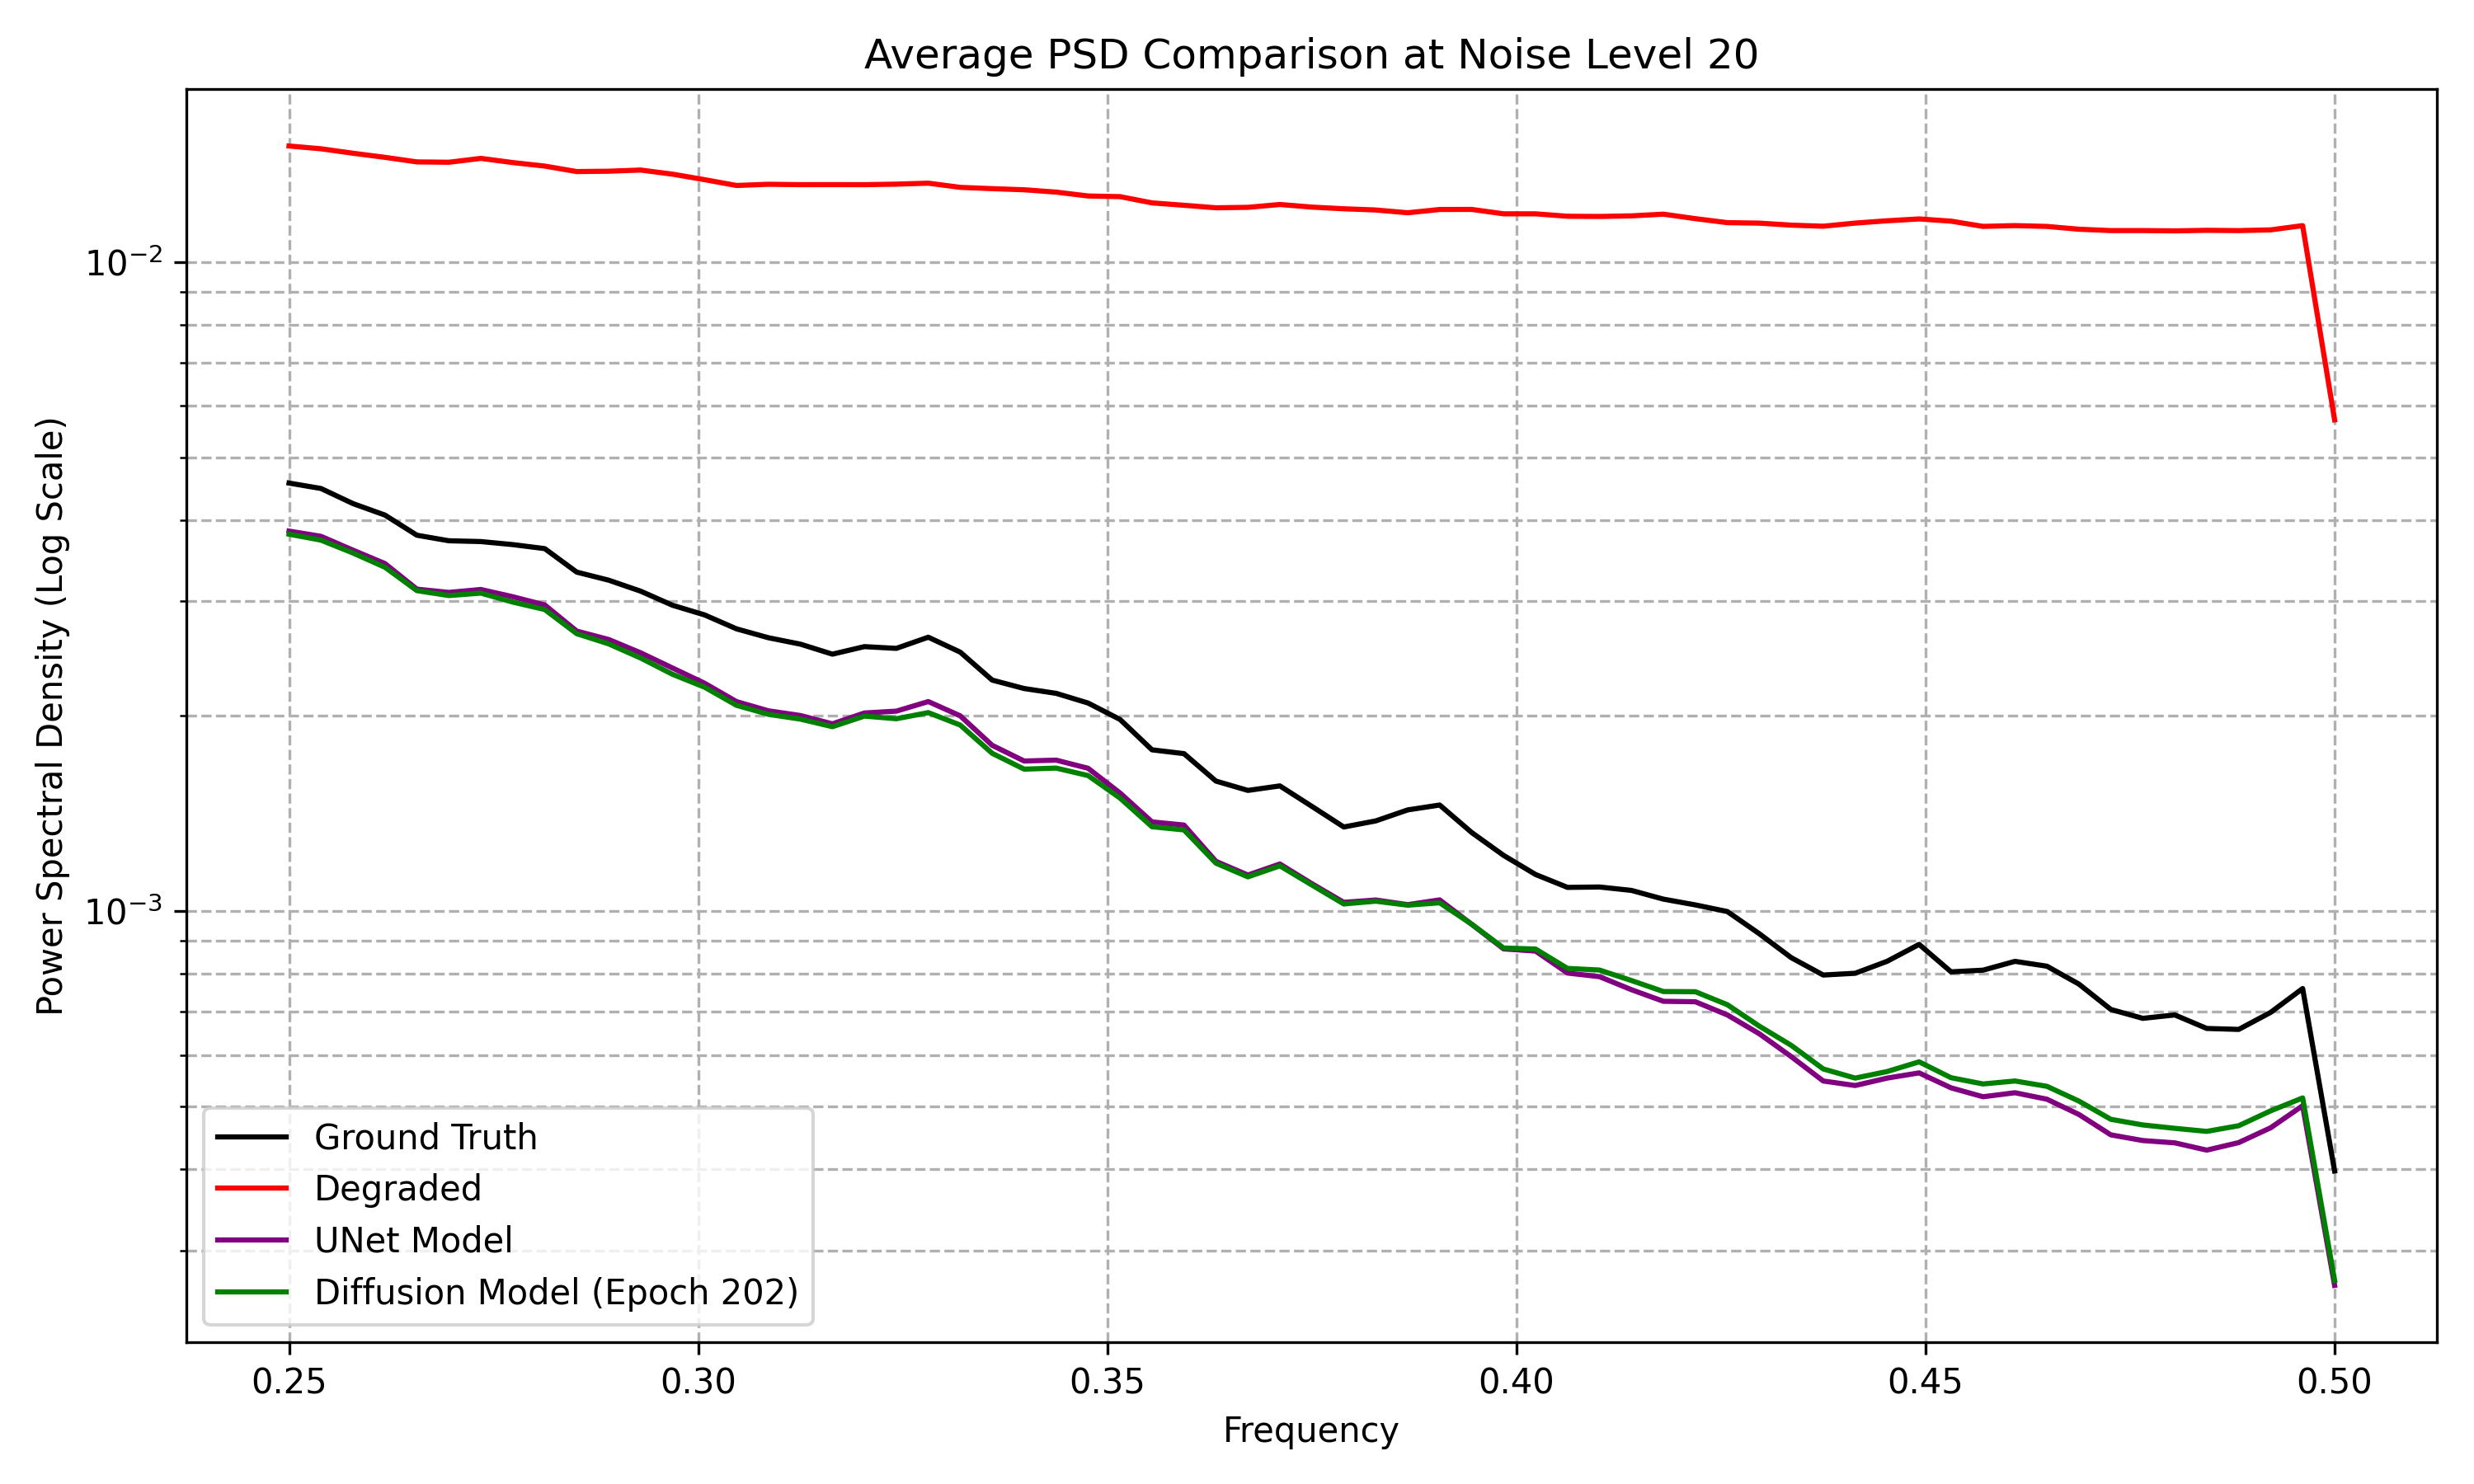 Average PSD Comparison at Noise Level 20
Power Spectral Density (Log Scale)
10⁻²
10⁻³
Ground Truth
Degraded
UNet Model
Diffusion Model (Epoch 202)
0.25 0.30 0.35 0.40 0.45 0.50
Frequency